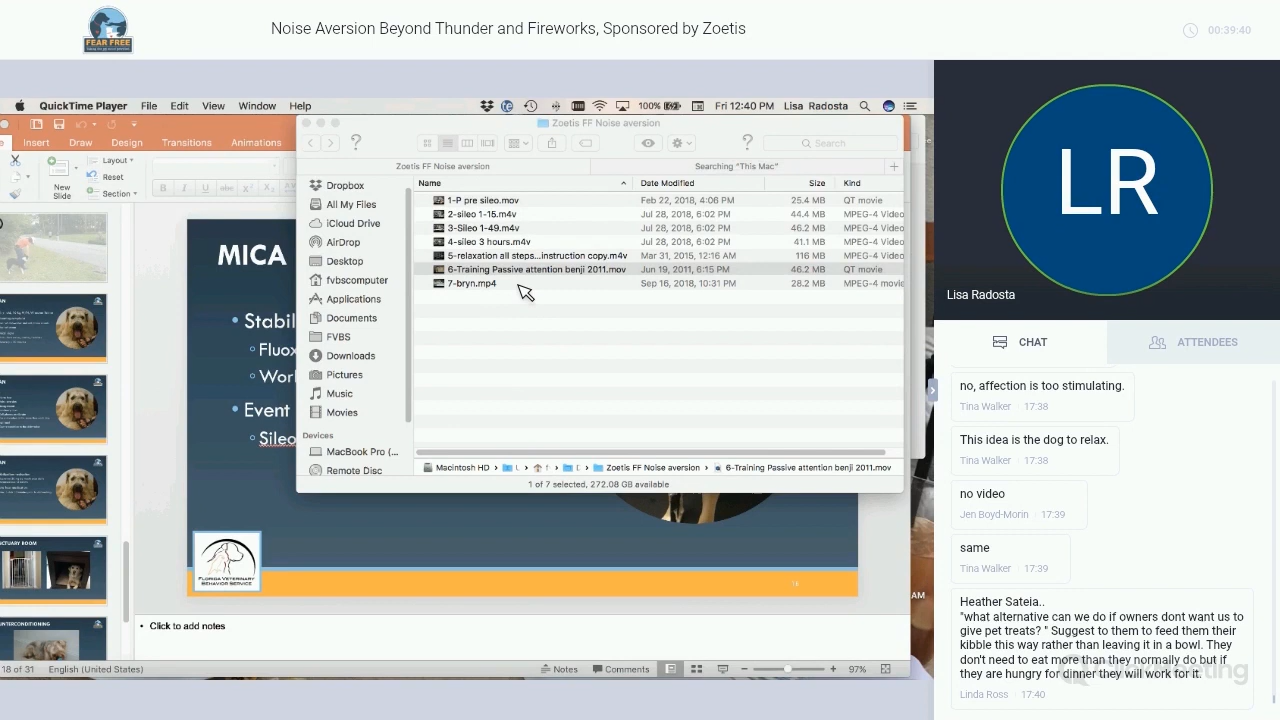 FEAR FREE
Noise Aversion Beyond Thunder and Fireworks, Sponsored by Zoetis
00:39:40
QuickTime Player File Edit View Window Help
100% Fri 12:40 PM Lisa Radosta
Insert Draw Design Transitions Animations
New
Slide
Layout
Reset
Section
18 of 31 English (United States)
MICA
Stabil
Fluox
Worl
Event
Sileo
FLORIDA VETERINARY
BEHAVIOR SERVICE
Click to add notes
Notes Comments 97%
Zoetis FF Noise aversion
Search
Zoetis FF Noise aversion Searching "This Mac"
Dropbox
All My Files
iCloud Drive
AirDrop
Desktop
fvbscomputer
Applications
Documents
FVBS
Downloads
Pictures
Music
Movies
Devices
MacBook Pro (...
Remote Disc
Name Date Modified Size Kind
1-P pre sileo.mov Feb 22, 2018, 4:06 PM 25.4 MB QT movie
2-sileo 1-15.m4v Jul 28, 2018, 6:02 PM 44.4 MB MPEG-4 Video
3-Sileo 1-49.m4v Jul 28, 2018, 6:02 PM 46.2 MB MPEG-4 Video
4-sileo 3 hours.m4v Jul 28, 2018, 6:02 PM 41.1 MB MPEG-4 Video
5-relaxation all steps...instruction copy.m4v Mar 31, 2015, 12:16 AM 116 MB MPEG-4 Video
6-Training Passive attention benji 2011.mov Jun 19, 2011, 6:15 PM 46.2 MB QT movie
7-bryn.mp4 Sep 16, 2018, 10:31 PM 28.2 MB MPEG-4 movie
Macintosh HD Zoetis FF Noise aversion 6-Training Passive attention benji 2011.mov
1 of 7 selected, 272.08 GB available
AM
LR
Lisa Radosta
CHAT ATTENDEES
no, affection is too stimulating.
Tina Walker 17:38
This idea is the dog to relax.
Tina Walker 17:38
no video
Jen Boyd-Morin 17:39
same
Tina Walker 17:39
Heather Sateia..
"what alternative can we do if owners dont want us to
give pet treats? " Suggest to them to feed them their
kibble this way rather than leaving it in a bowl. They
don't need to eat more than they normally do but if
they are hungry for dinner they will work for it.
Linda Ross 17:40